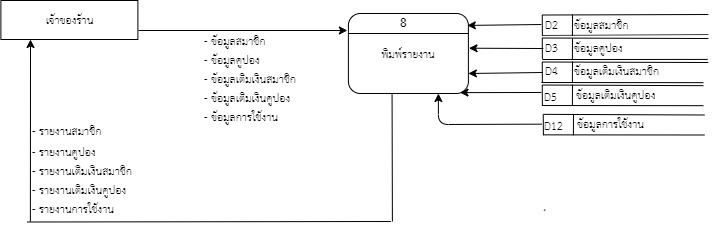 เจ้าของร้าน
- ข้อมูลสมาชิก
- ข้อมูลคูปอง
- ข้อมูลเติมเงินสมาชิก
- ข้อมูลเติมเงินคูปอง
- ข้อมูลการใช้งาน
8
พิมพ์รายงาน
D2 ข้อมูลสมาชิก
D3 ข้อมูลคูปอง
D4 ข้อมูลเติมเงินสมาชิก
D5 ข้อมูลเติมเงินคูปอง
D12 ข้อมูลการใช้งาน
- รายงานสมาชิก
- รายงานคูปอง
- รายงานเติมเงินสมาชิก
- รายงานเติมเงินคูปอง
- รายงานการใช้งาน